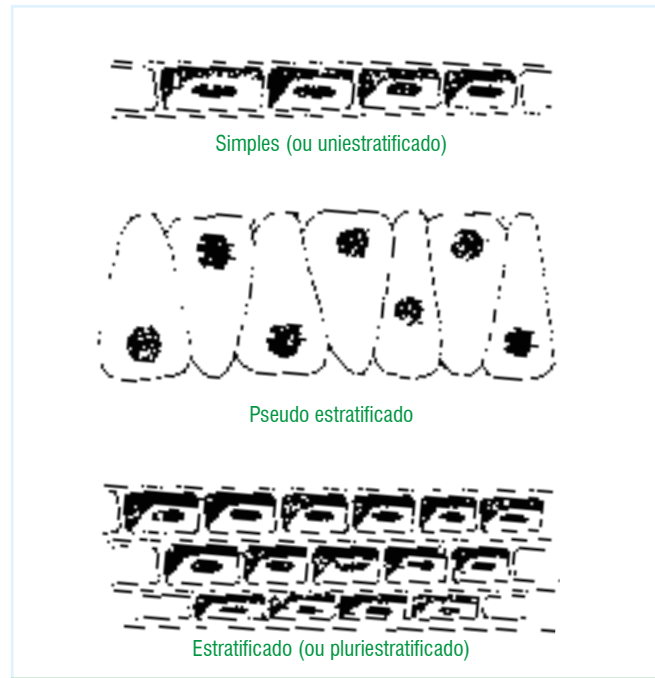 Simples (ou uniestratificado)
Pseudo estratificado
Estratificado (ou pluriestratificado)